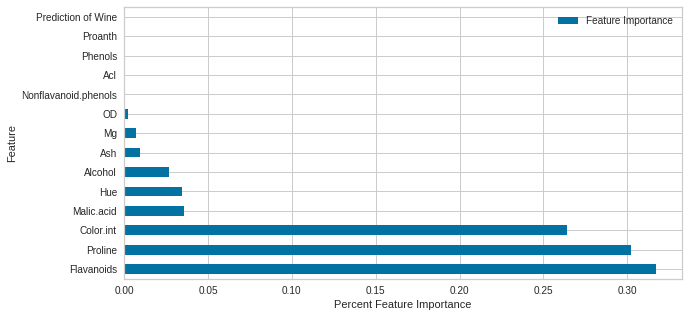 Prediction of Wine
Proanth
Phenols
Acl
Nonflavanoid.phenols
OD
Mg
Ash
Alcohol
Hue
Malic.acid
Color.int
Proline
Flavanoids
Feature
Feature Importance
0.00 0.05 0.10 0.15 0.20 0.25 0.30
Percent Feature Importance